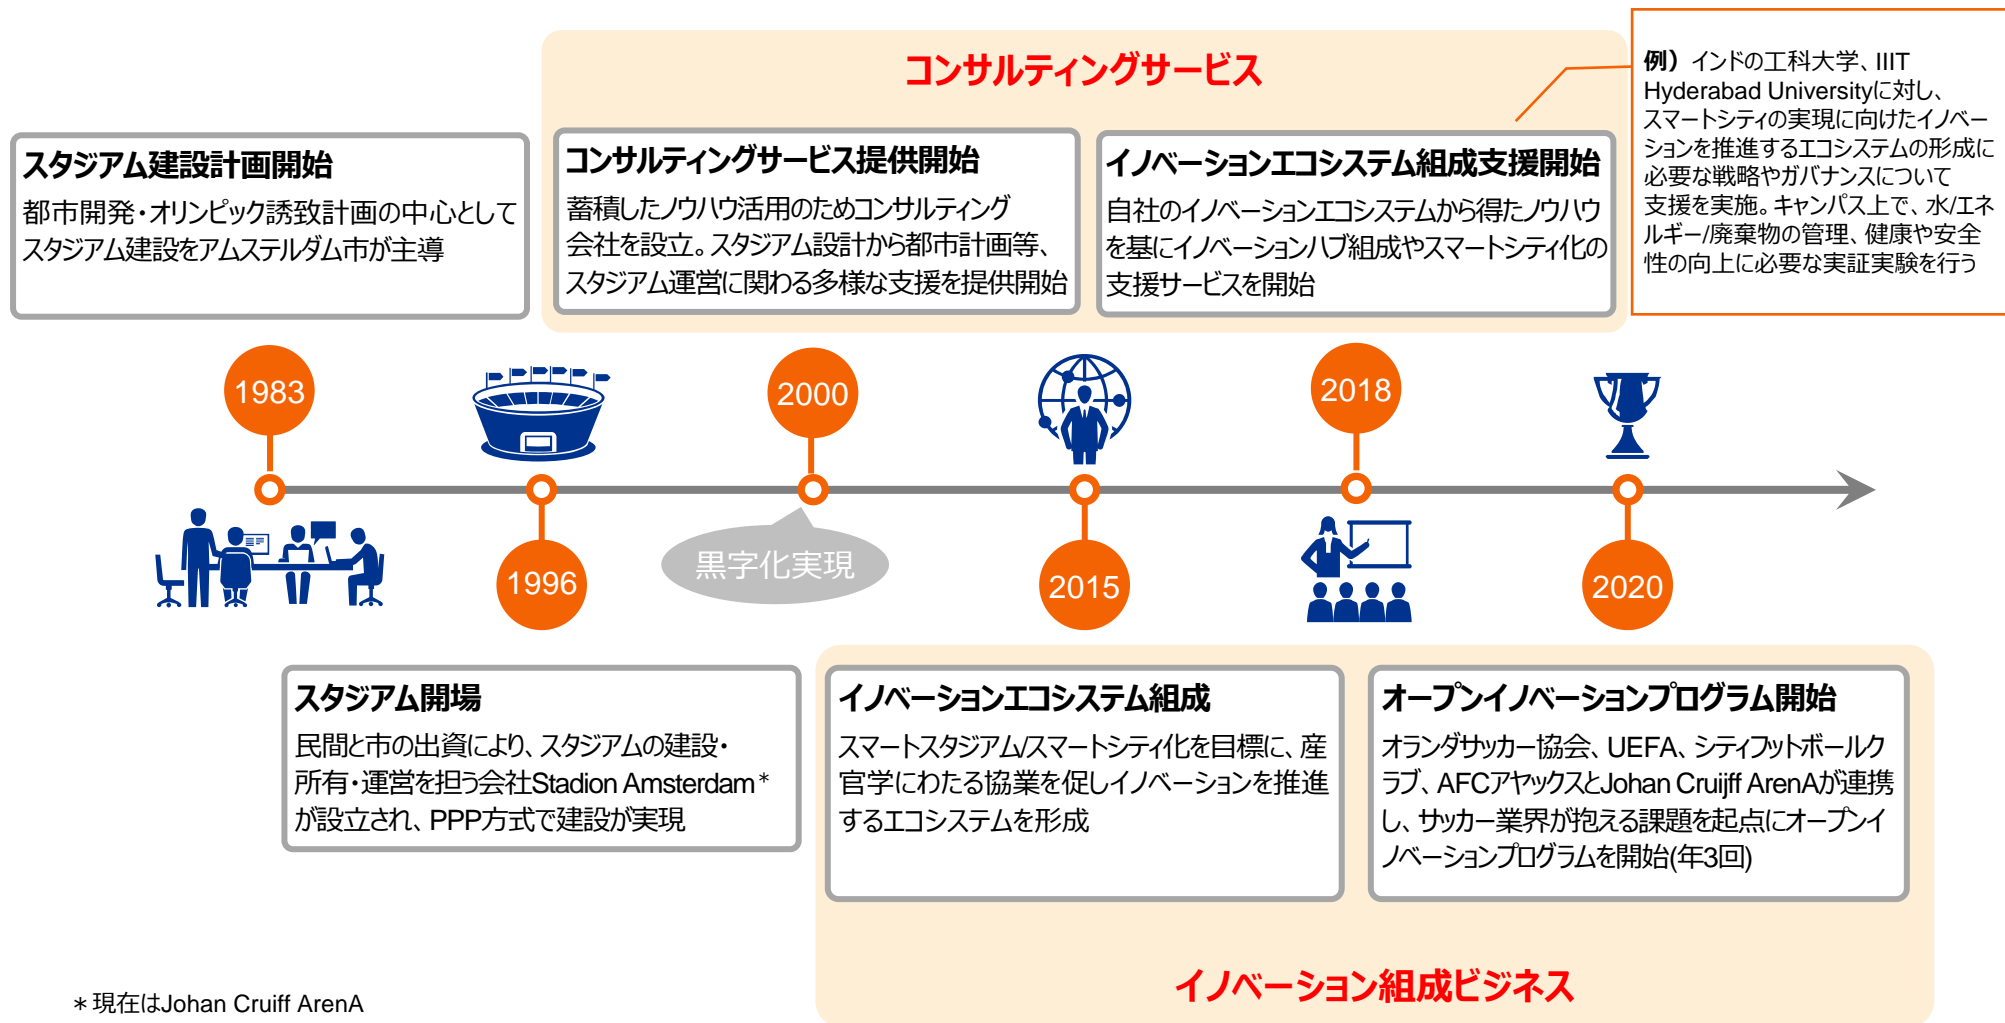 コンサルティングサービス
例）インドの工科大学、IIIT
Hyderabad Universityに対し、
スマートシティの実現に向けたイノベー
ションを推進するエコシステムの形成に
必要な戦略やガバナンスについて
支援を実施。キャンパス上で、水/エネ
ルギー/廃棄物の管理、健康や安全
性の向上に必要な実証実験を行う
スタジアム建設計画開始
都市開発・オリンピック誘致計画の中心として
スタジアム建設をアムステルダム市が主導
コンサルティングサービス提供開始
蓄積したノウハウ活用のためコンサルティング
会社を設立。スタジアム設計から都市計画等、
スタジアム運営に関わる多様な支援を提供開始
イノベーションエコシステム組成支援開始
自社のイノベーションエコシステムから得たノウハウ
を基にイノベーションハブ組成やスマートシティ化の
支援サービスを開始
1983
2000
2018
黒字化実現
1996
2015
2020
スタジアム開場
民間と市の出資により、スタジアムの建設・
所有・運営を担う会社Stadion Amsterdam＊
が設立され、PPP方式で建設が実現
イノベーションエコシステム組成
スマートスタジアム/スマートシティ化を目標に、産
官学にわたる協業を促しイノベーションを推進
するエコシステムを形成
オープンイノベーションプログラム開始
オランダサッカー協会、UEFA、シティフットボールク
ラブ、AFCアヤックスとJohan Cruijff ArenAが連携
し、サッカー業界が抱える課題を起点にオープンイ
ノベーションプログラムを開始(年3回)
イノベーション組成ビジネス
＊現在はJohan Cruiff ArenA